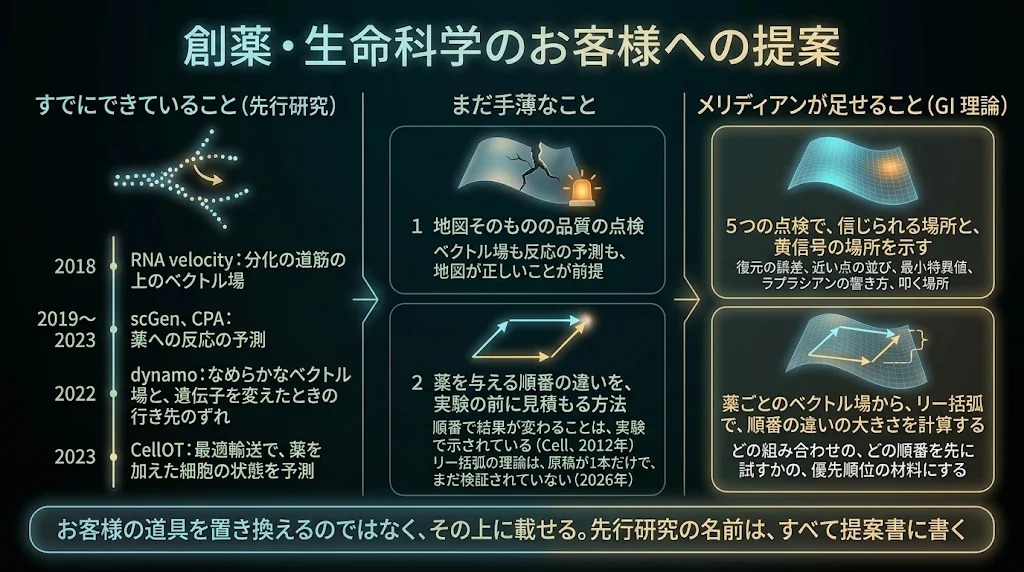 創薬・生命科学のお客様への提案
すでにできていること(先行研究)
2018
RNA velocity：分化の道筋の
上のベクトル場
2019〜
2023
scGen、CPA：
薬への反応の予測
2022
dynamo：なめらかなベクトル
場と、遺伝子を変えたときの
行き先のずれ
2023
CellOT：最適輸送で、薬を
加えた細胞の状態を予測
まだ手薄なこと
1 地図そのものの品質の点検
ベクトル場も反応の予測も、
地図が正しいことが前提
2 薬を与える順番の違いを、
実験の前に見積もる方法
順番で結果が変わることは、実験
で示されている(Cell、2012年)
リー括弧の理論は、原稿が1本だけで、
まだ検証されていない(2026年)
メリディアンが足せること(GI 理論)
5つの点検で、信じられる場所と、
黄信号の場所を示す
復元の誤差、近い点の並び、最小特異値、
ラプラシアンの響き方、叩く場所
薬ごとのベクトル場から、リー括弧
で、順番の違いの大きさを計算する
どの組み合わせの、どの順番を先に
試すかの、優先順位の材料にする
お客様の道具を置き換えるのではなく、その上に載せる。先行研究の名前は、すべて提案書に書く